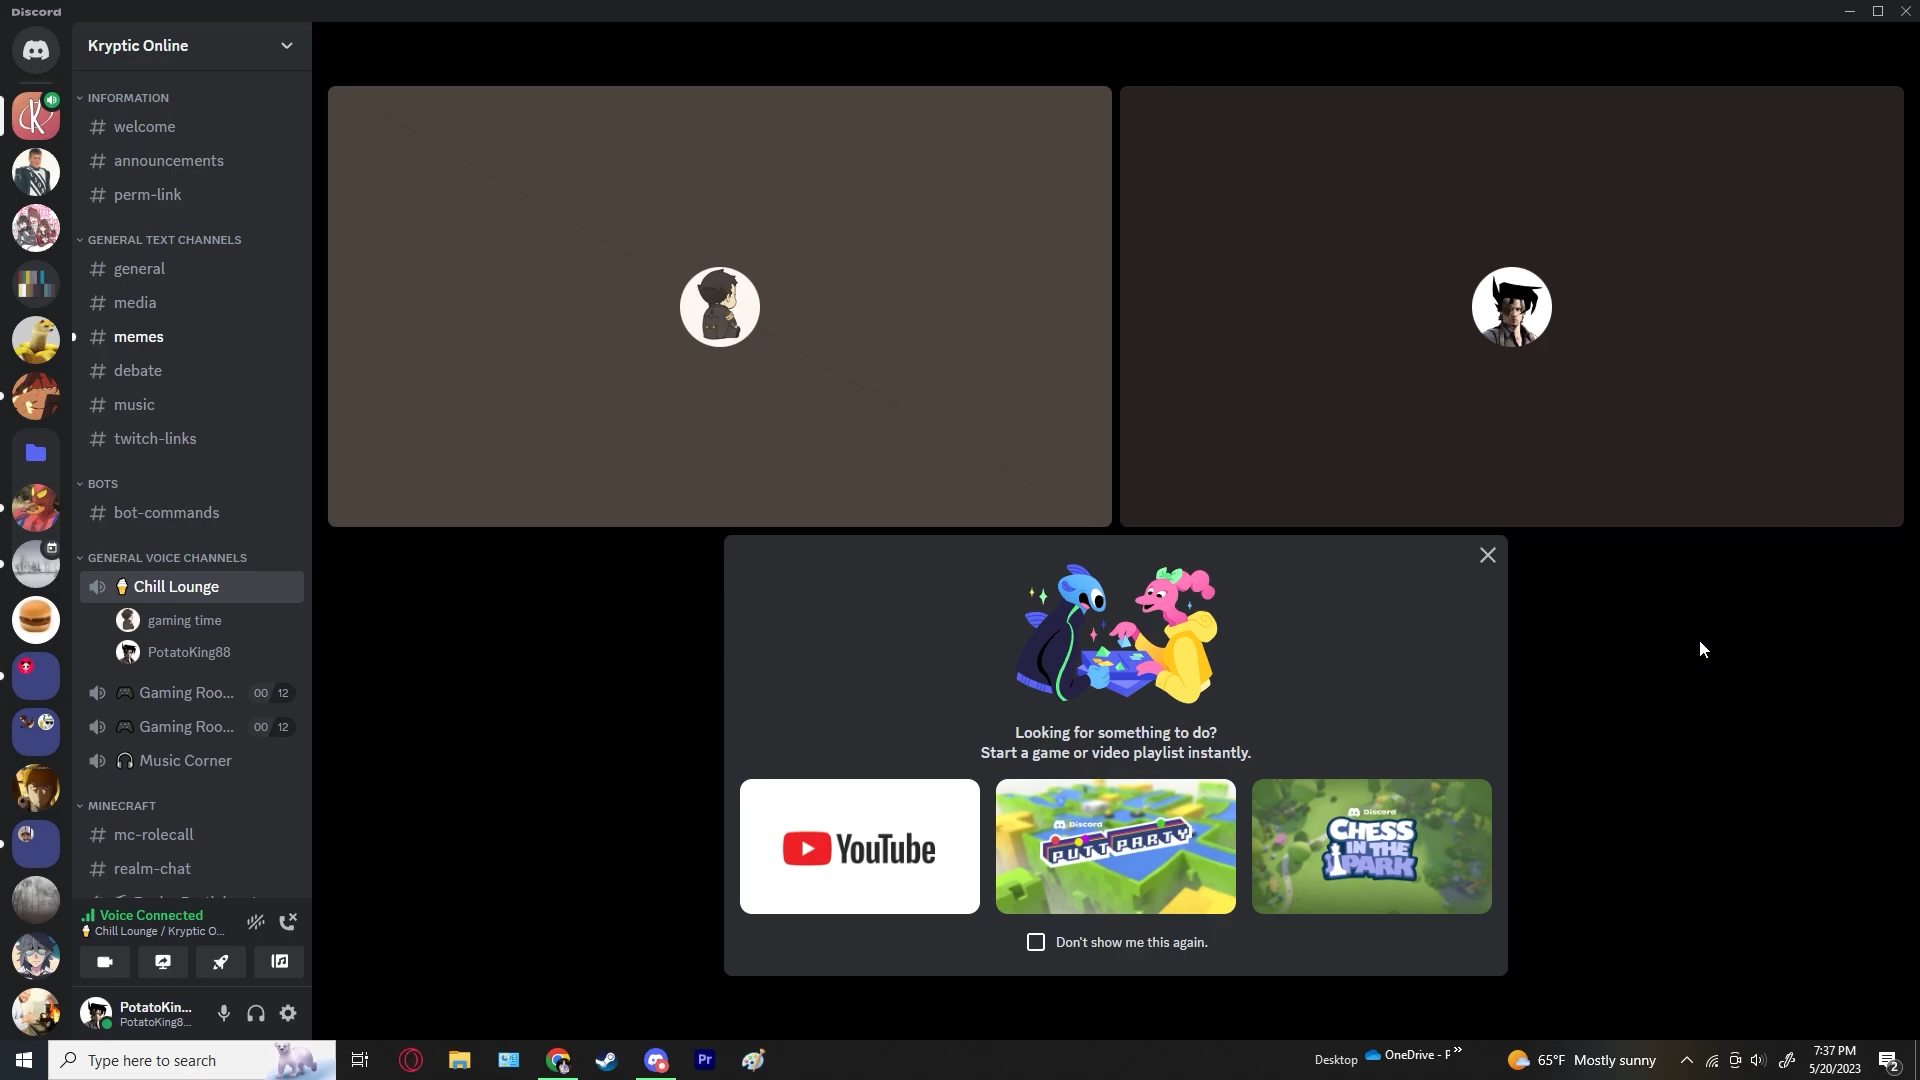 Discord
Kryptic Online
INFORMATION
welcome
announcements
perm-link
GENERAL TEXT CHANNELS
general
media
memes
debate
music
twitch-links
BOTS
bot-commands
GENERAL VOICE CHANNELS
Chill Lounge
gaming time
PotatoKing88
Gaming Roo... 00 12
Gaming Roo... 00 12
Music Corner
MINECRAFT
mc-rolecall
realm-chat
Voice Connected
Chill Lounge / Kryptic O...
PotatoKin...
PotatoKing8...
Looking for something to do?
Start a game or video playlist instantly.
YouTube
Discord
PUTT PARTY
Discord
CHESS
IN THE
PARK
Don't show me this again.
Type here to search
Pr
Desktop
OneDrive - P
65°F Mostly sunny
7:37 PM
5/20/2023
2